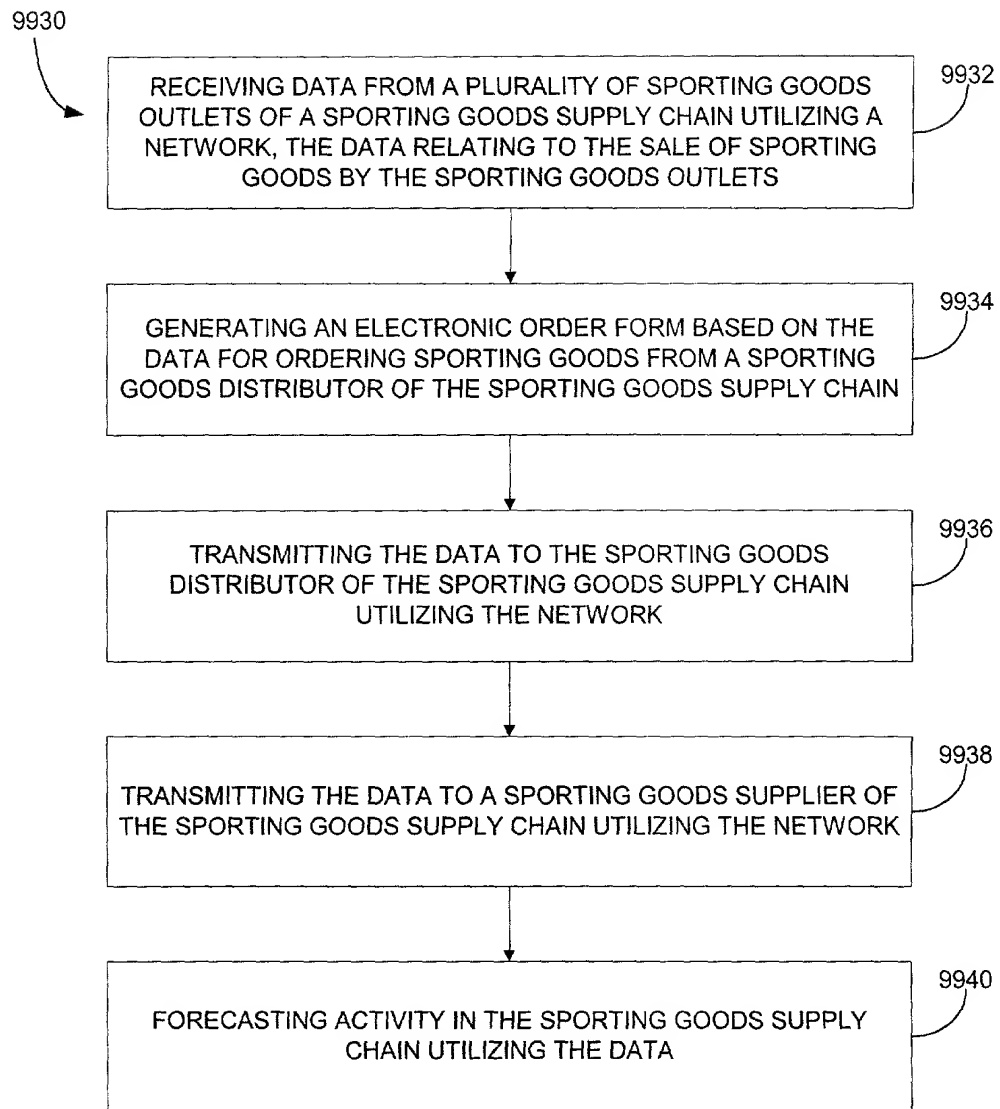 9930
RECEIVING DATA FROM A PLURALITY OF SPORTING GOODS
OUTLETS OF A SPORTING GOODS SUPPLY CHAIN UTILIZING A
NETWORK, THE DATA RELATING TO THE SALE OF SPORTING
GOODS BY THE SPORTING GOODS OUTLETS
9932
GENERATING AN ELECTRONIC ORDER FORM BASED ON THE
DATA FOR ORDERING SPORTING GOODS FROM A SPORTING
GOODS DISTRIBUTOR OF THE SPORTING GOODS SUPPLY CHAIN
9934
TRANSMITTING THE DATA TO THE SPORTING GOODS
DISTRIBUTOR OF THE SPORTING GOODS SUPPLY CHAIN
UTILIZING THE NETWORK
9936
TRANSMITTING THE DATA TO A SPORTING GOODS SUPPLIER OF
THE SPORTING GOODS SUPPLY CHAIN UTILIZING THE NETWORK
9938
FORECASTING ACTIVITY IN THE SPORTING GOODS SUPPLY
CHAIN UTILIZING THE DATA
9940